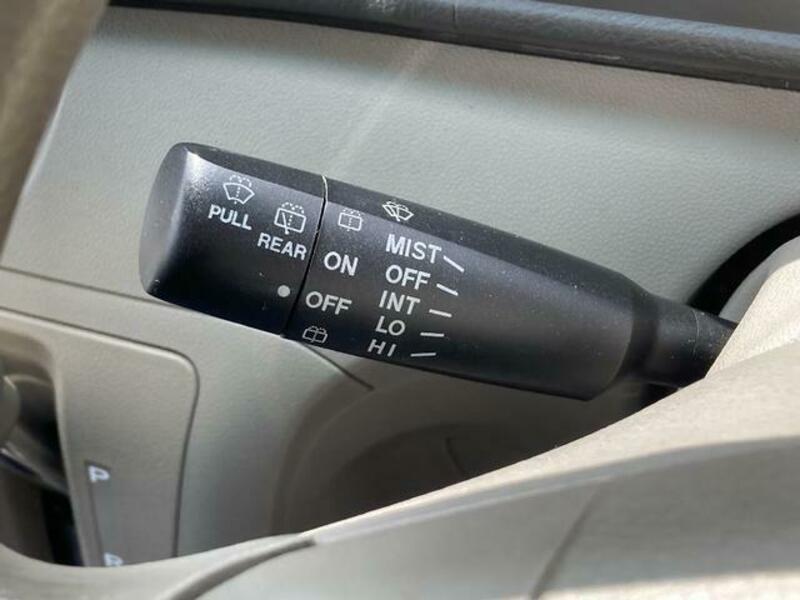 PULL
REAR
ON
OFF
MIST
OFF
INT
LO
HI
P